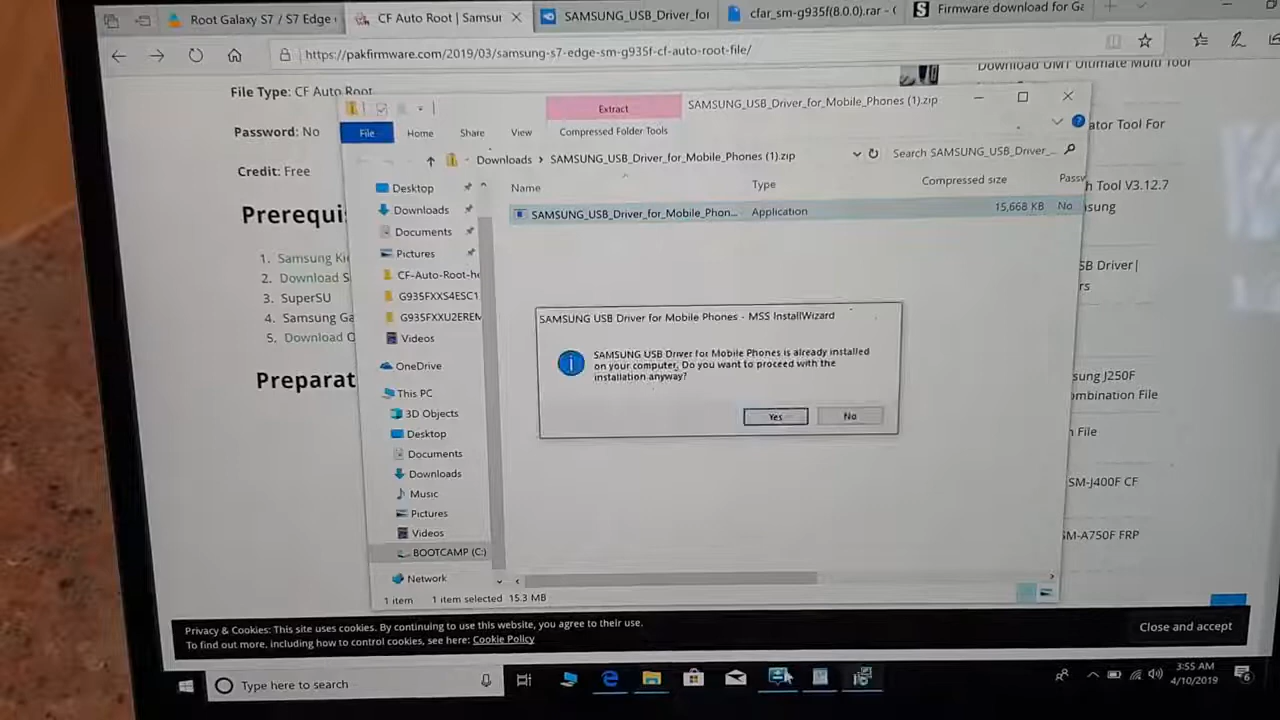 Root Galaxy S7 / S7 Edge
CF Auto Root | Samsu
SAMSUNG_USB_Driver_for
cfar_sm-g935f(8.0.0).rar - 
Firmware download for Ga
https://pakfirmware.com/2019/03/samsung-s7-edge-sm-g935f-cf-auto-root-file/
File Type: CF Auto Root
Password: No
Credit: Free
Prerequi
1. Samsung Ki
2. Download S
3. SuperSU
4. Samsung Ga
5. Download O
Preparat
Download UMT Ultimate Multi Tool
ator Tool For
h Tool V3.12.7
sung
SB Driver|
rs
sung J250F
ombination File
n File
SM-J400F CF
SM-A750F FRP
Extract
SAMSUNG_USB_Driver_for_Mobile_Phones (1).zip
File
Home
Share
View
Compressed Folder Tools
Downloads > SAMSUNG_USB_Driver_for_Mobile_Phones (1).zip
Search SAMSUNG_USB_Driver_...
Name
Type
Compressed size
Passw
SAMSUNG_USB_Driver_for_Mobile_Phon...
Application
15,668 KB
No
Desktop
Downloads
Documents
Pictures
CF-Auto-Root-he
G935FXXS4ESC1
G935FXXU2EREM
Videos
OneDrive
This PC
3D Objects
Desktop
Documents
Downloads
Music
Pictures
Videos
BOOTCAMP (C:)
Network
1 item
1 item selected 15.3 MB
SAMSUNG USB Driver for Mobile Phones - MSS InstallWizard
SAMSUNG USB Driver for Mobile Phones is already installed
on your computer. Do you want to proceed with the
installation anyway?
Yes
No
Privacy & Cookies: This site uses cookies. By continuing to use this website, you agree to their use.
To find out more, including how to control cookies, see here: Cookie Policy
Close and accept
Type here to search
3:55 AM
4/10/2019
6